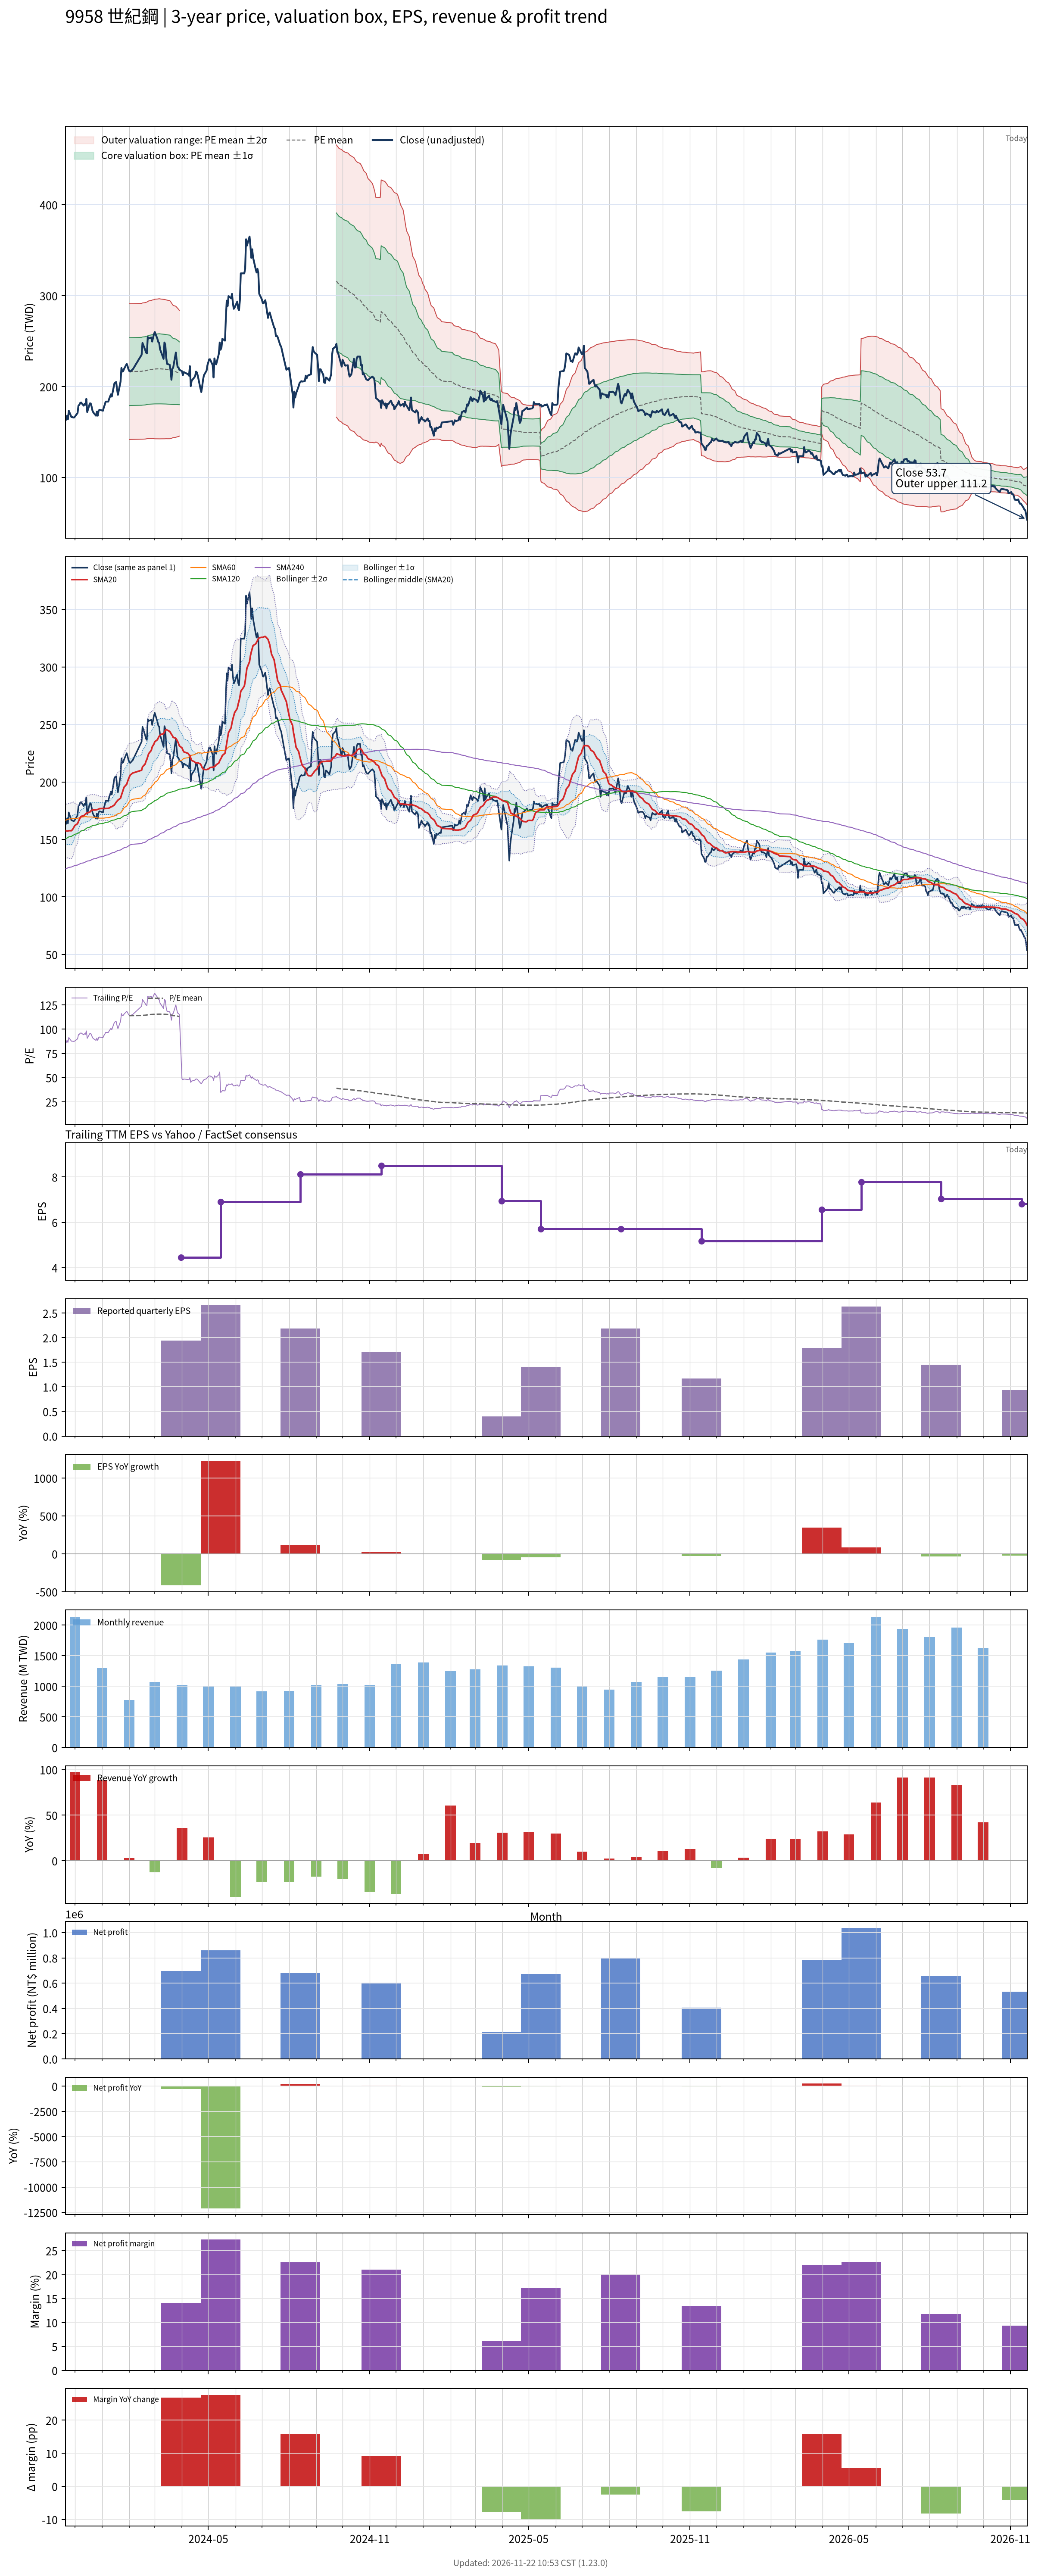 9958 世紀鋼 | 3-year price, valuation box, EPS, revenue & profit trend
Outer valuation range: PE mean ±2σ
Core valuation box: PE mean ±1σ
PE mean
Close (unadjusted)
Today
Price (TWD)
400
300
200
100
Close 53.7
Outer upper 111.2
Close (same as panel 1)
SMA20
SMA60
SMA120
SMA240
Bollinger ±2σ
Bollinger ±1σ
Bollinger middle (SMA20)
Price
350
300
250
200
150
100
50
Trailing P/E
P/E mean
P/E
125
100
75
50
25
Trailing TTM EPS vs Yahoo / FactSet consensus
Today
EPS
8
6
4
Reported quarterly EPS
EPS
2.5
2.0
1.5
1.0
0.5
0.0
EPS YoY growth
YoY (%)
1000
500
0
-500
Monthly revenue
Revenue (M TWD)
2000
1500
1000
500
0
Revenue YoY growth
YoY (%)
100
50
0
Month
1e6
Net profit
Net profit (NT$ million)
1.0
0.8
0.6
0.4
0.2
0.0
Net profit YoY
YoY (%)
0
-2500
-5000
-7500
-10000
-12500
Net profit margin
Margin (%)
25
20
15
10
5
0
Margin YoY change
Δ margin (pp)
20
10
0
-10
2024-05
2024-11
2025-05
2025-11
2026-05
2026-11
Updated: 2026-11-22 10:53 CST (1.23.0)